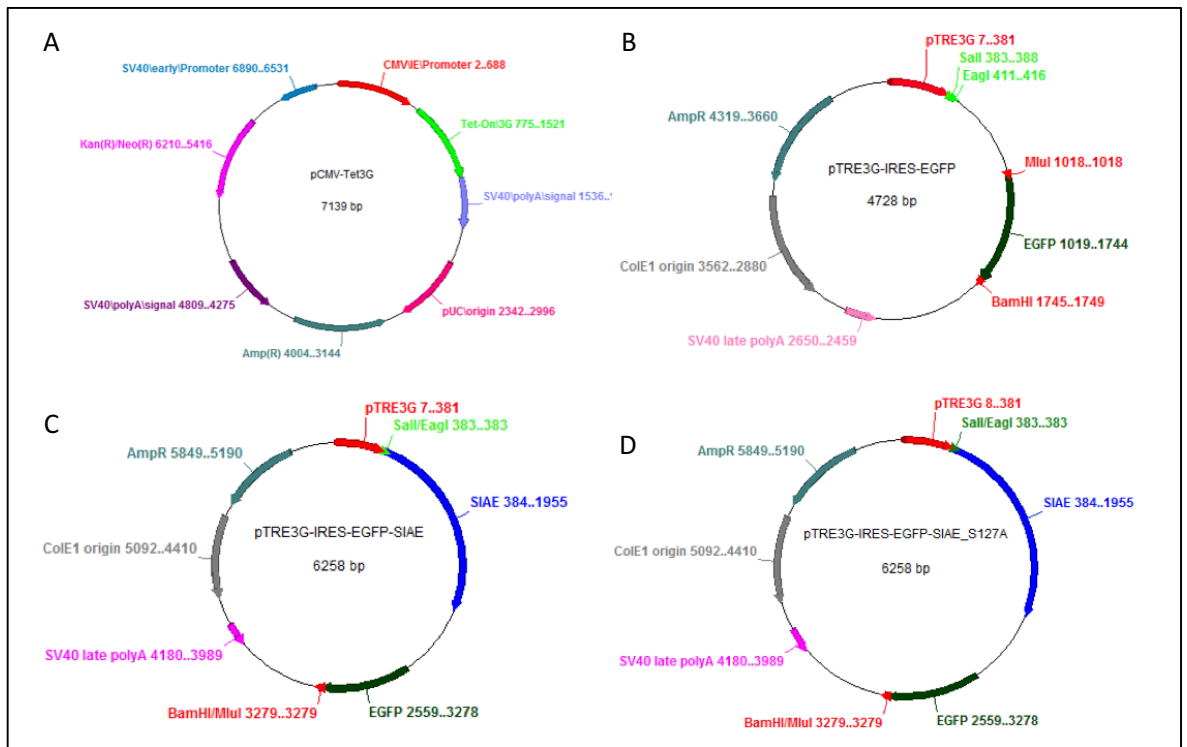 A
SV40\early\Promoter 6890..6531
CMV\IE\Promoter 2..688
Tet-On\3G 775..1521
Kan(R)/Neo(R) 6210..5416
pCMV-Tet3G
7139 bp
SV40\polyA\signal 1536..
SV40\polyA\signal 4809..4275
pUC\origin 2342..2996
Amp(R) 4004..3144
B
pTRE3G 7..381
SalI 383..388
EagI 411..416
AmpR 4319..3660
MluI 1018..1018
pTRE3G-IRES-EGFP
4728 bp
EGFP 1019..1744
ColE1 origin 3562..2880
BamHI 1745..1749
SV40 late polyA 2650..2459
C
pTRE3G 7..381
SalI/EagI 383..383
AmpR 5849..5190
SIAE 384..1955
pTRE3G-IRES-EGFP-SIAE
6258 bp
ColE1 origin 5092..4410
SV40 late polyA 4180..3989
BamHI/MluI 3279..3279
EGFP 2559..3278
D
pTRE3G 8..381
SalI/EagI 383..383
AmpR 5849..5190
SIAE 384..1955
pTRE3G-IRES-EGFP-SIAE_S127A
6258 bp
ColE1 origin 5092..4410
SV40 late polyA 4180..3989
BamHI/MluI 3279..3279
EGFP 2559..3278